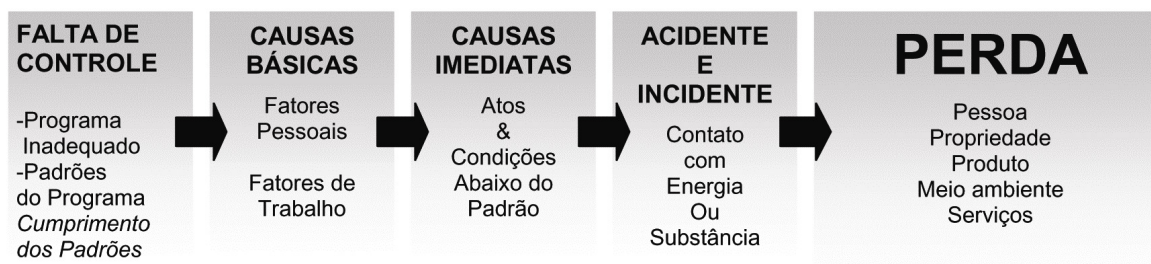 FALTA DE
CONTROLE
-Programa
Inadequado
-Padrões
do Programa
Cumprimento
dos Padrões
CAUSAS
BÁSICAS
Fatores
Pessoais
Fatores de
Trabalho
CAUSAS
IMEDIATAS
Atos
&
Condições
Abaixo do
Padrão
ACIDENTE
E
INCIDENTE
Contato
com
Energia
Ou
Substância
PERDA
Pessoa
Propriedade
Produto
Meio ambiente
Serviços